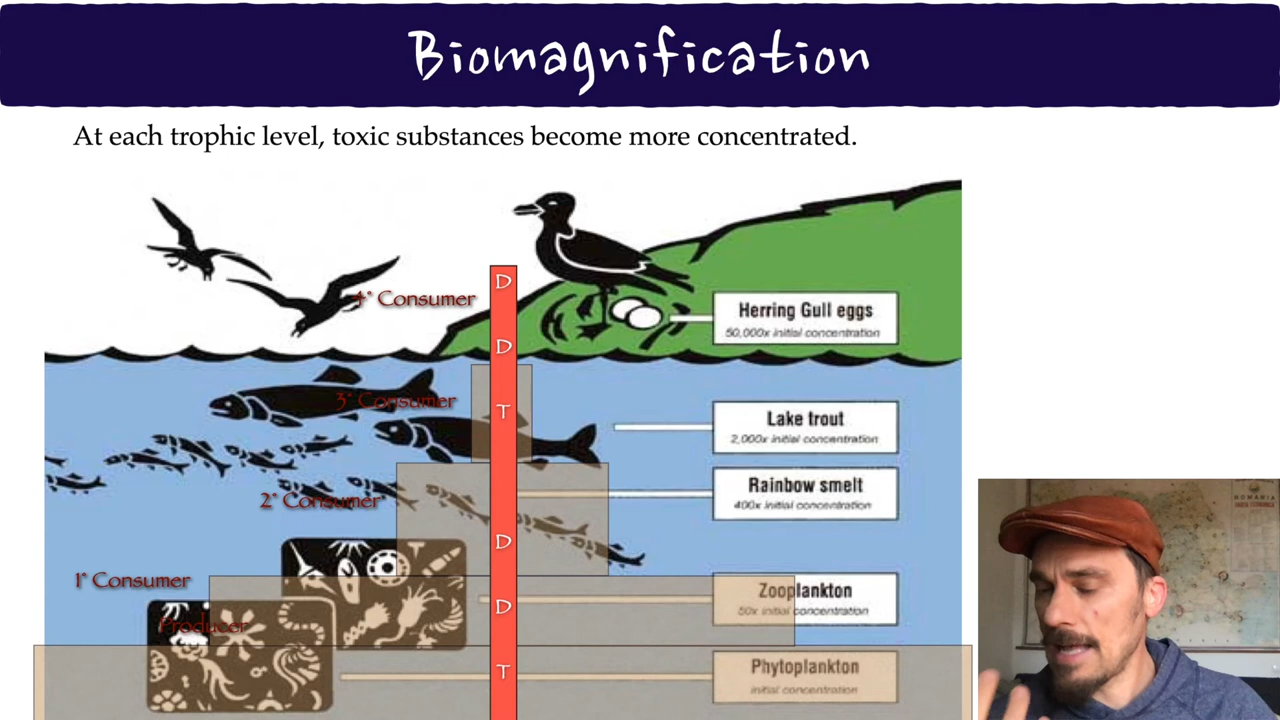 Biomagnification
At each trophic level, toxic substances become more concentrated.
4° Consumer
Herring Gull eggs
50,000x initial concentration
3° Consumer
Lake trout
2,000x initial concentration
2° Consumer
Rainbow smelt
400x initial concentration
1° Consumer
Zooplankton
50x initial concentration
Producer
Phytoplankton
initial concentration
D
D
T
D
D
T
ROMANIA